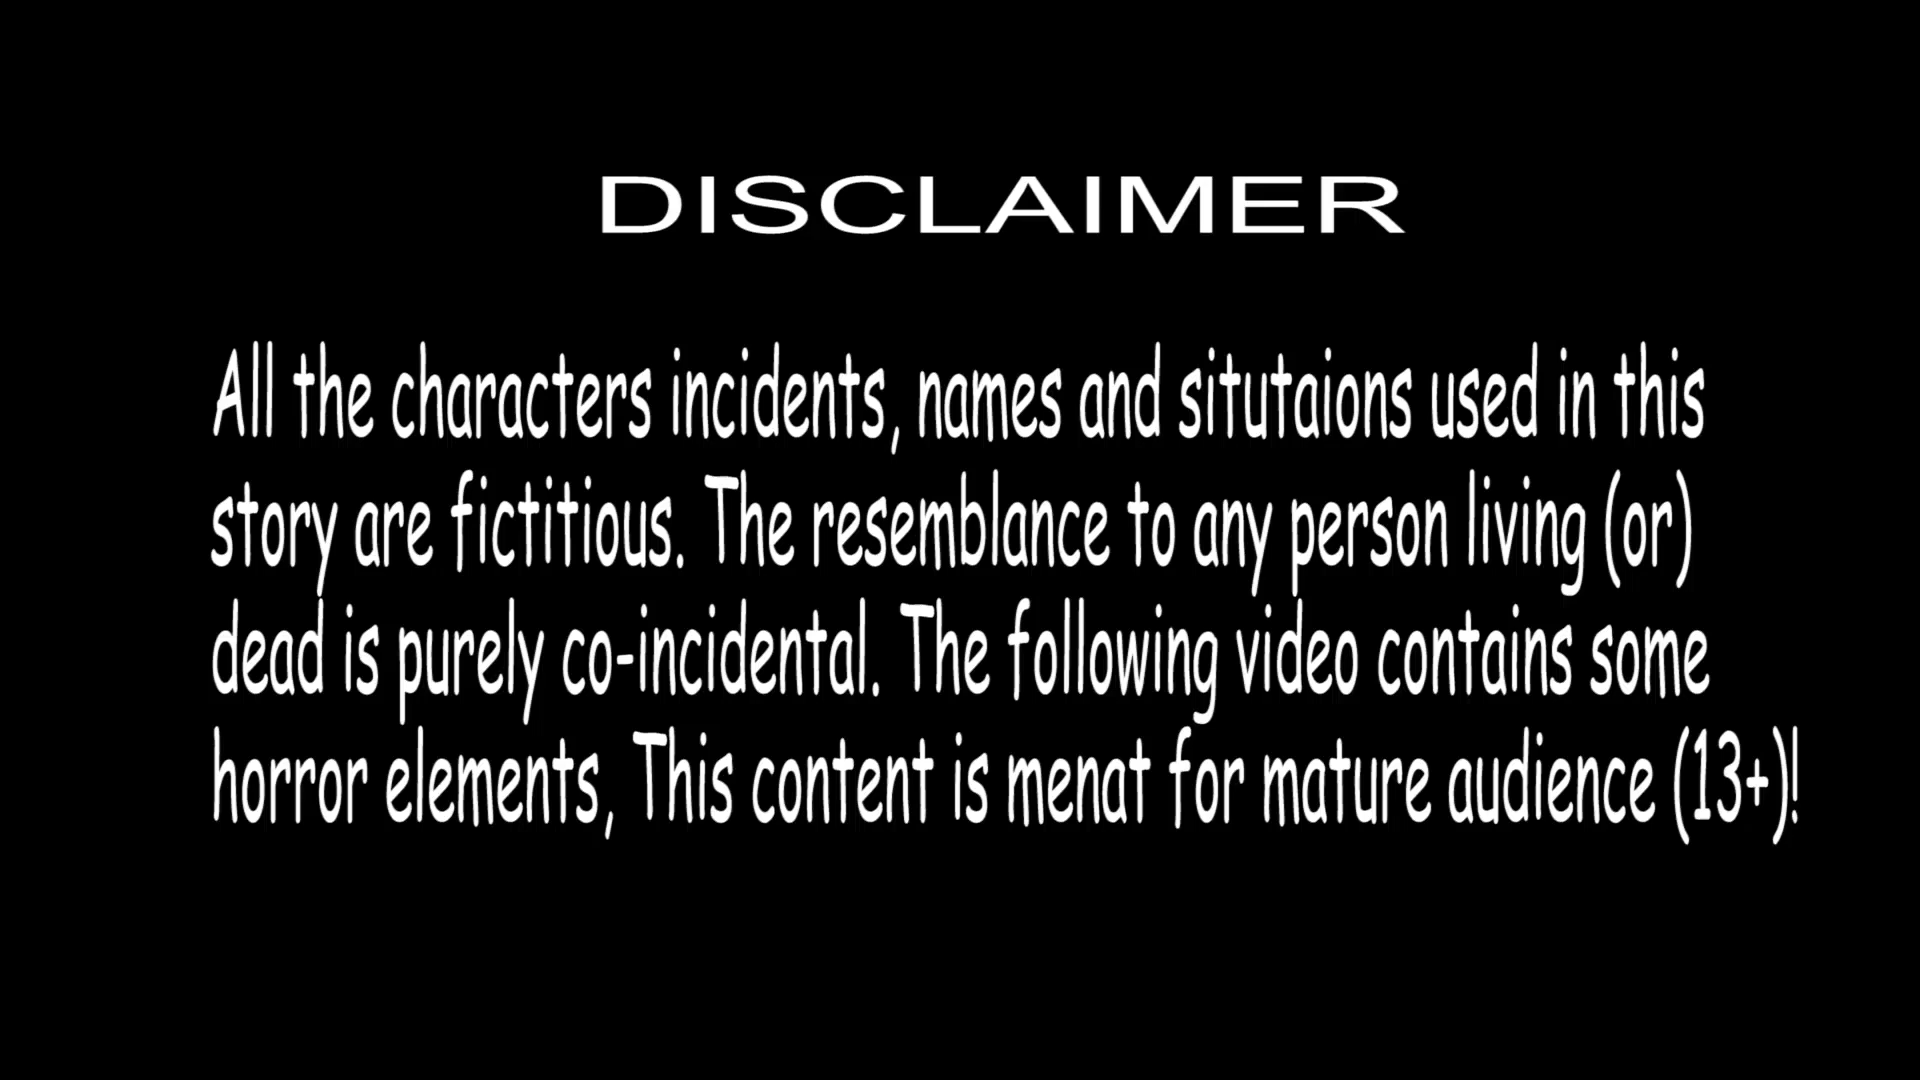 DISCLAIMER
All the characters incidents, names and situtaions used in this
story are fictitious. The resemblance to any person living (or)
dead is purely co-incidental. The following video contains some
horror elements, This content is menat for mature audience (13+)!